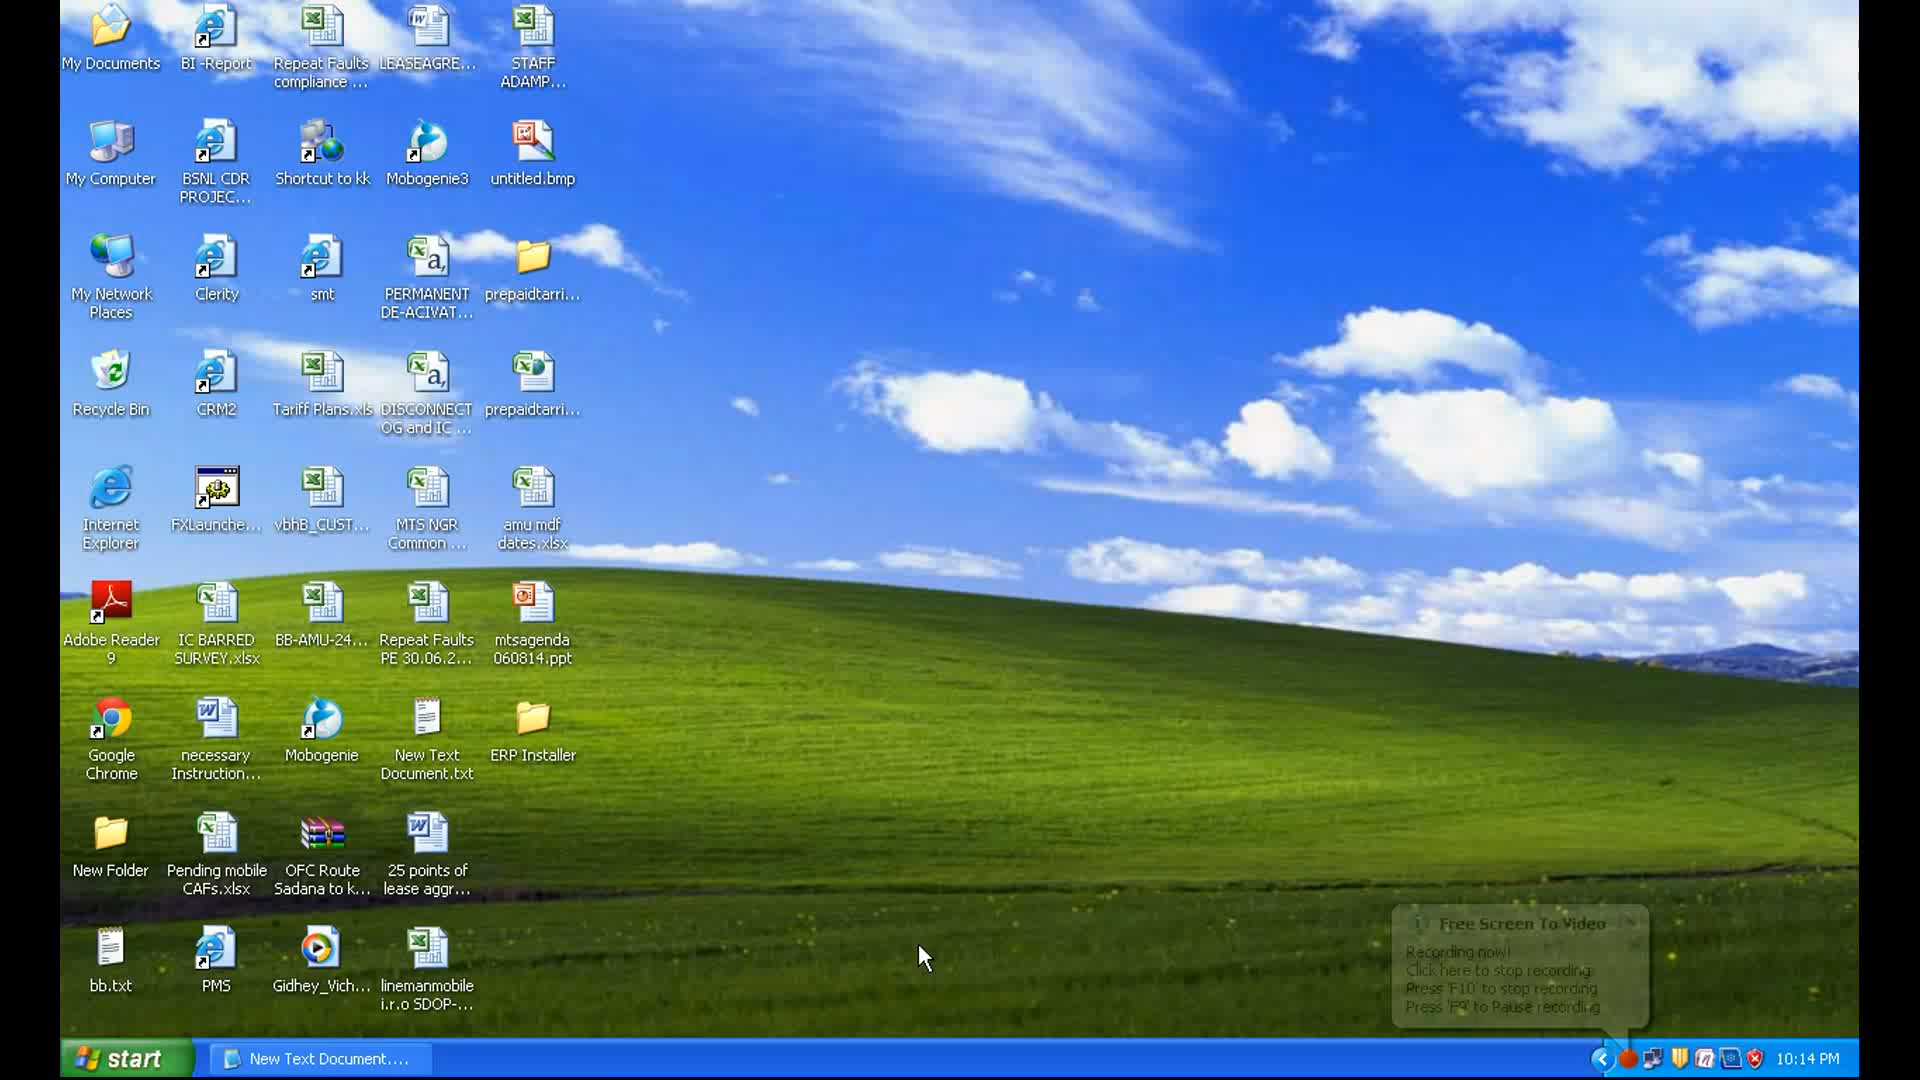 My Documents
BI -Report
Repeat Faults
compliance ...
LEASEAGRE...
STAFF
ADAMP...
My Computer
BSNL CDR
PROJEC...
Shortcut to kk
Mobogenie3
untitled.bmp
My Network
Places
Clerity
smt
PERMANENT
DE-ACIVAT...
prepaidtarri...
Recycle Bin
CRM2
Tariff Plans.xls
DISCONNECT
OG and IC ...
prepaidtarri...
Internet
Explorer
FXLaunche...
vbhB_CUST...
MTS NGR
Common ...
amu mdf
dates.xlsx
Adobe Reader
9
IC BARRED
SURVEY.xlsx
BB-AMU-24...
Repeat Faults
PE 30.06.2...
mtsagenda
060814.ppt
Google
Chrome
necessary
Instruction...
Mobogenie
New Text
Document.txt
ERP Installer
New Folder
Pending mobile
CAFs.xlsx
OFC Route
Sadana to k...
25 points of
lease aggr...
bb.txt
PMS
Gidhey_Vich...
linemanmobile
i.r.o SDOP-...
Free Screen To Video
Recording now!
Click here to stop recording
Press 'F10' to stop recording
Press 'F9' to Pause recording
start
New Text Document....
10:14 PM